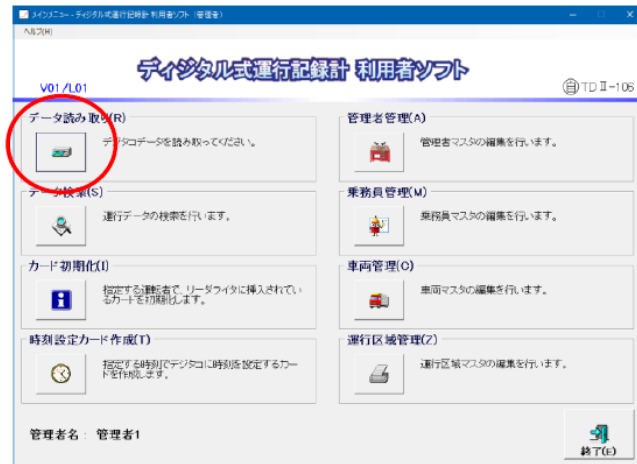 メインメニュー - ディジタル式運行記録計 利用者ソフト (管理者)
ヘルプ(H)
ディジタル式運行記録計 利用者ソフト
V01/L01
自TDⅡ-106
データ読み取り(R)
デジタコデータを読み取ってください。
データ検索(S)
運行データの検索を行います。
カード初期化(I)
指定する運転者で、リーダライタに挿入されてい
るカードを初期化します。
時刻設定カード作成(T)
指定する時刻でデジタコに時刻を設定するカー
ドを作成します。
管理者管理(A)
管理者マスタの編集を行います。
乗務員管理(M)
乗務員マスタの編集を行います。
車両管理(C)
車両マスタの編集を行います。
運行区域管理(Z)
運行区域マスタの編集を行います。
管理者名: 管理者1
終了(E)